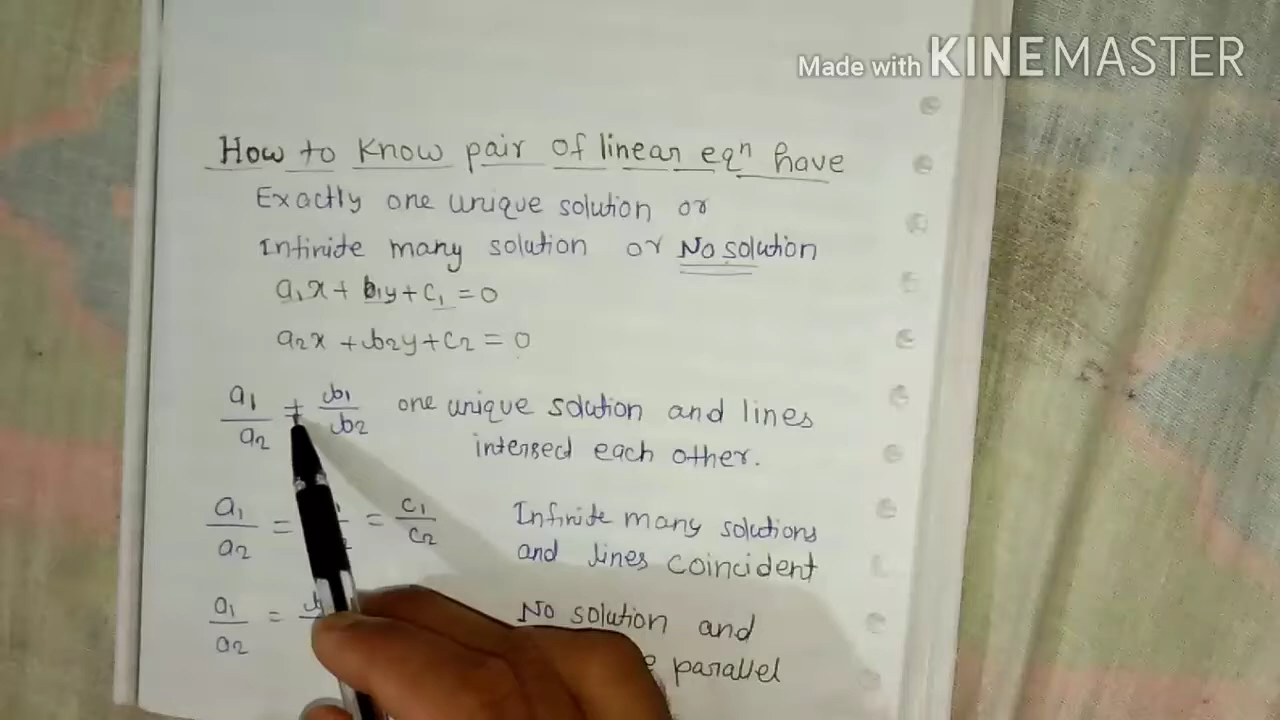 Made with KINEMASTER
How to Know pair of linear eqⁿ have
Exactly one unique solution or
Infinite many solution or No solution
a₁x + b₁y + c₁ = 0
a₂x + b₂y + c₂ = 0
a₁/a₂ ≠ b₁/b₂ one unique solution and lines
intersed each other.
a₁/a₂ = = c₁/c₂ Infinite many solutions
and lines coincident
a₁/a₂ = No solution and
parallel